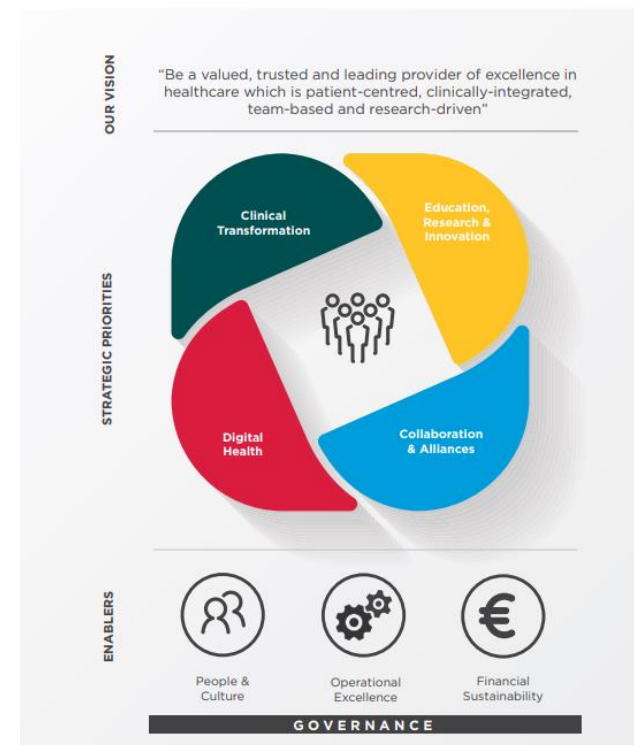 OUR VISION
“Be a valued, trusted and leading provider of excellence in
healthcare which is patient-centred, clinically-integrated,
team-based and research-driven”
STRATEGIC PRIORITIES
Clinical
Transformation
Education,
Research &
Innovation
Digital
Health
Collaboration
& Alliances
ENABLERS
€
People &
Culture
Operational
Excellence
Financial
Sustainability
GOVERNANCE